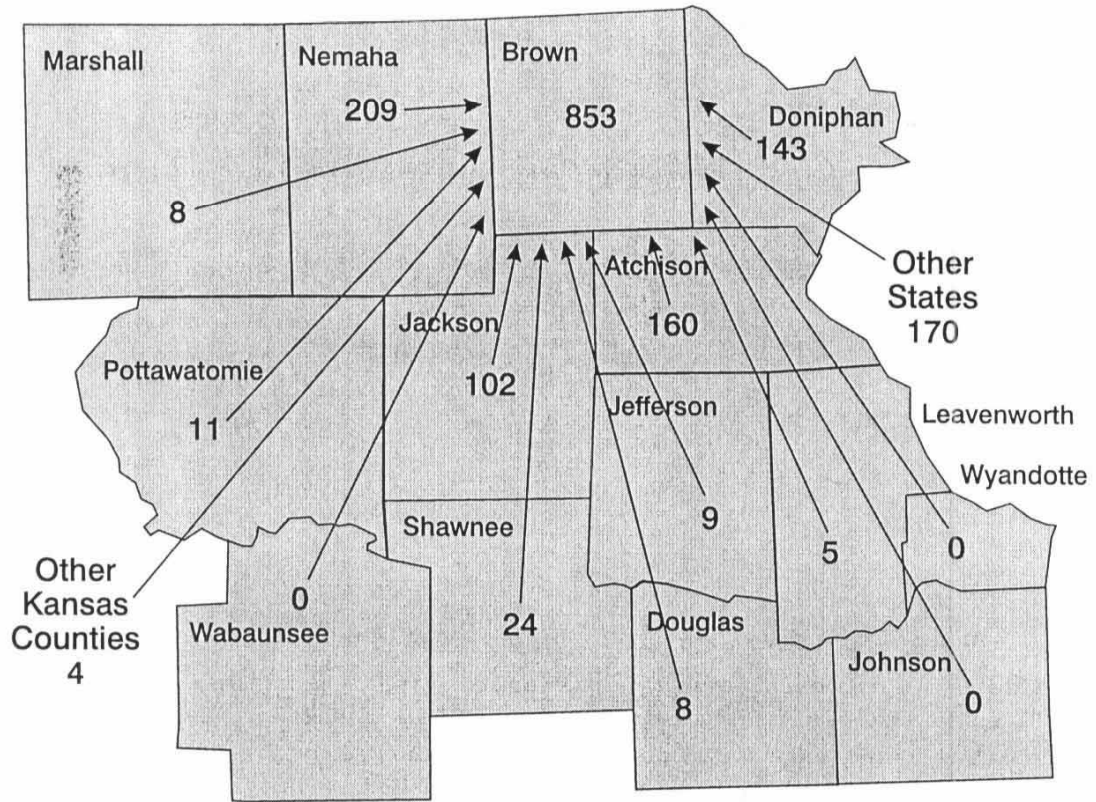 Marshall
Nemaha
Brown
209
853
Doniphan
143
8
Other
States
170
Atchison
160
Jackson
102
Pottawatomie
11
Jefferson
9
Leavenworth
5
Wyandotte
0
Shawnee
24
Other
Kansas
Counties
4
0
Wabaunsee
Douglas
8
Johnson
0